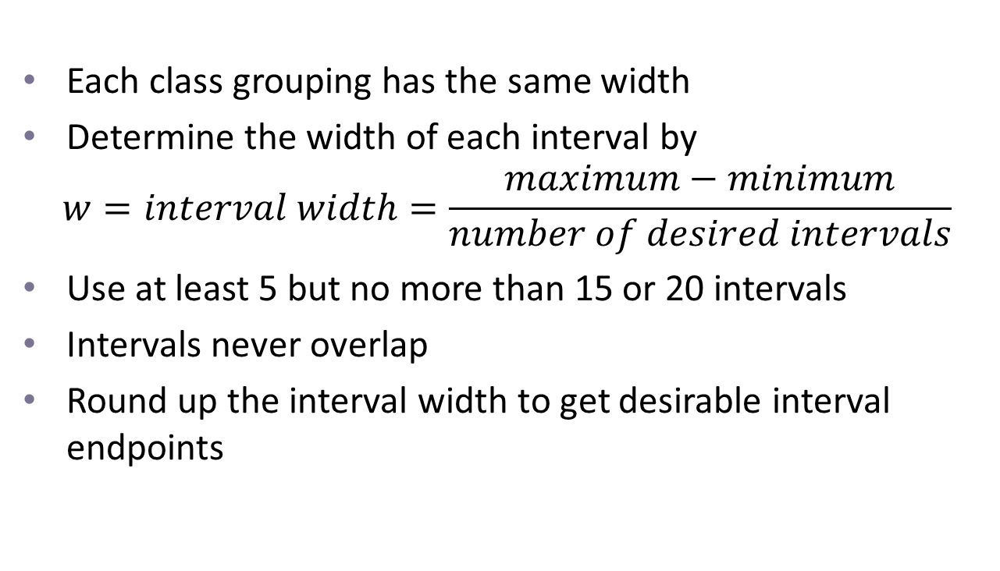 • Each class grouping has the same width
• Determine the width of each interval by
w = interval width = maximum − minimum / number of desired intervals
• Use at least 5 but no more than 15 or 20 intervals
• Intervals never overlap
• Round up the interval width to get desirable interval
endpoints